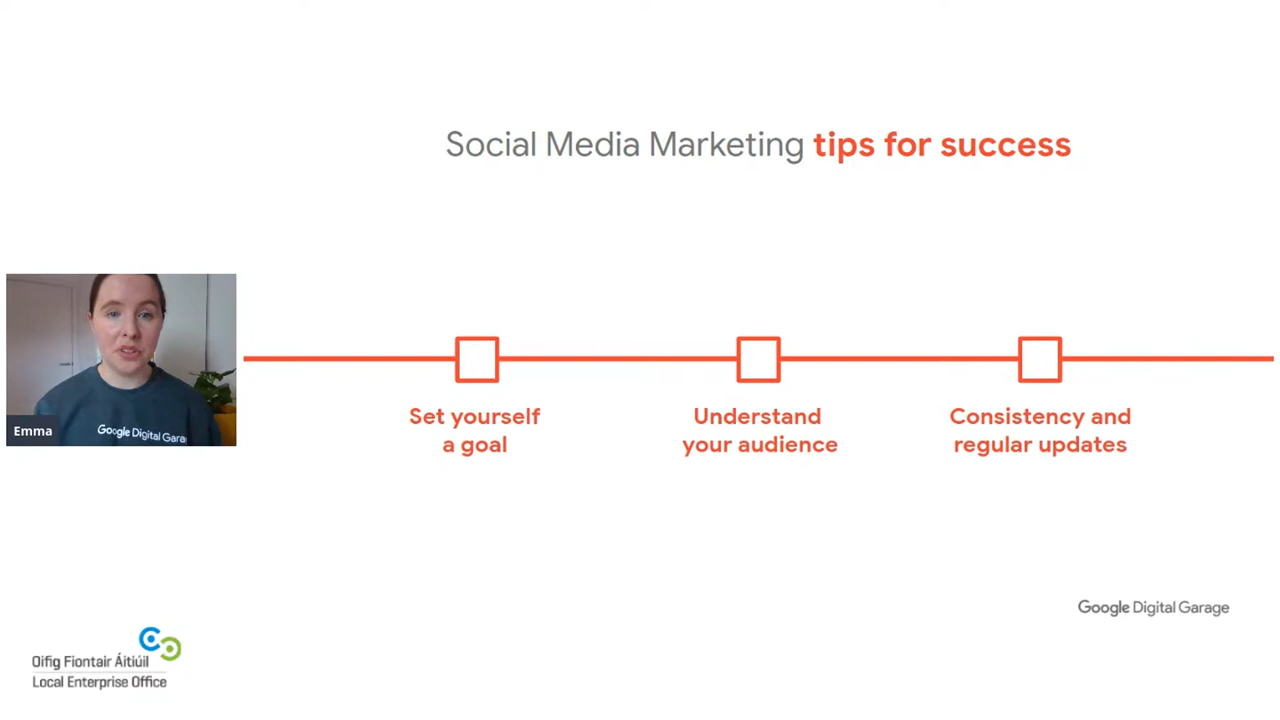 Social Media Marketing tips for success
Google Digital Gara
Emma
Set yourself
a goal
Understand
your audience
Consistency and
regular updates
Google Digital Garage
Oifig Fiontair Áitiúil
Local Enterprise Office